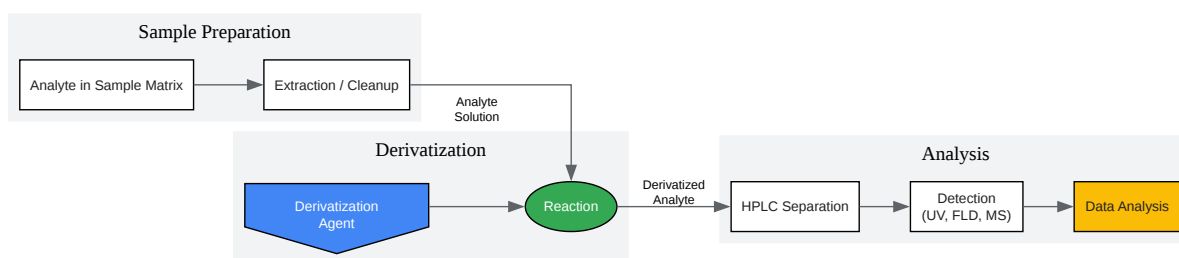 Sample Preparation
Analyte in Sample Matrix
Extraction / Cleanup
Analyte
Solution
Derivatization
Derivatization
Agent
Reaction
Derivatized
Analyte
Analysis
HPLC Separation
Detection
(UV, FLD, MS)
Data Analysis